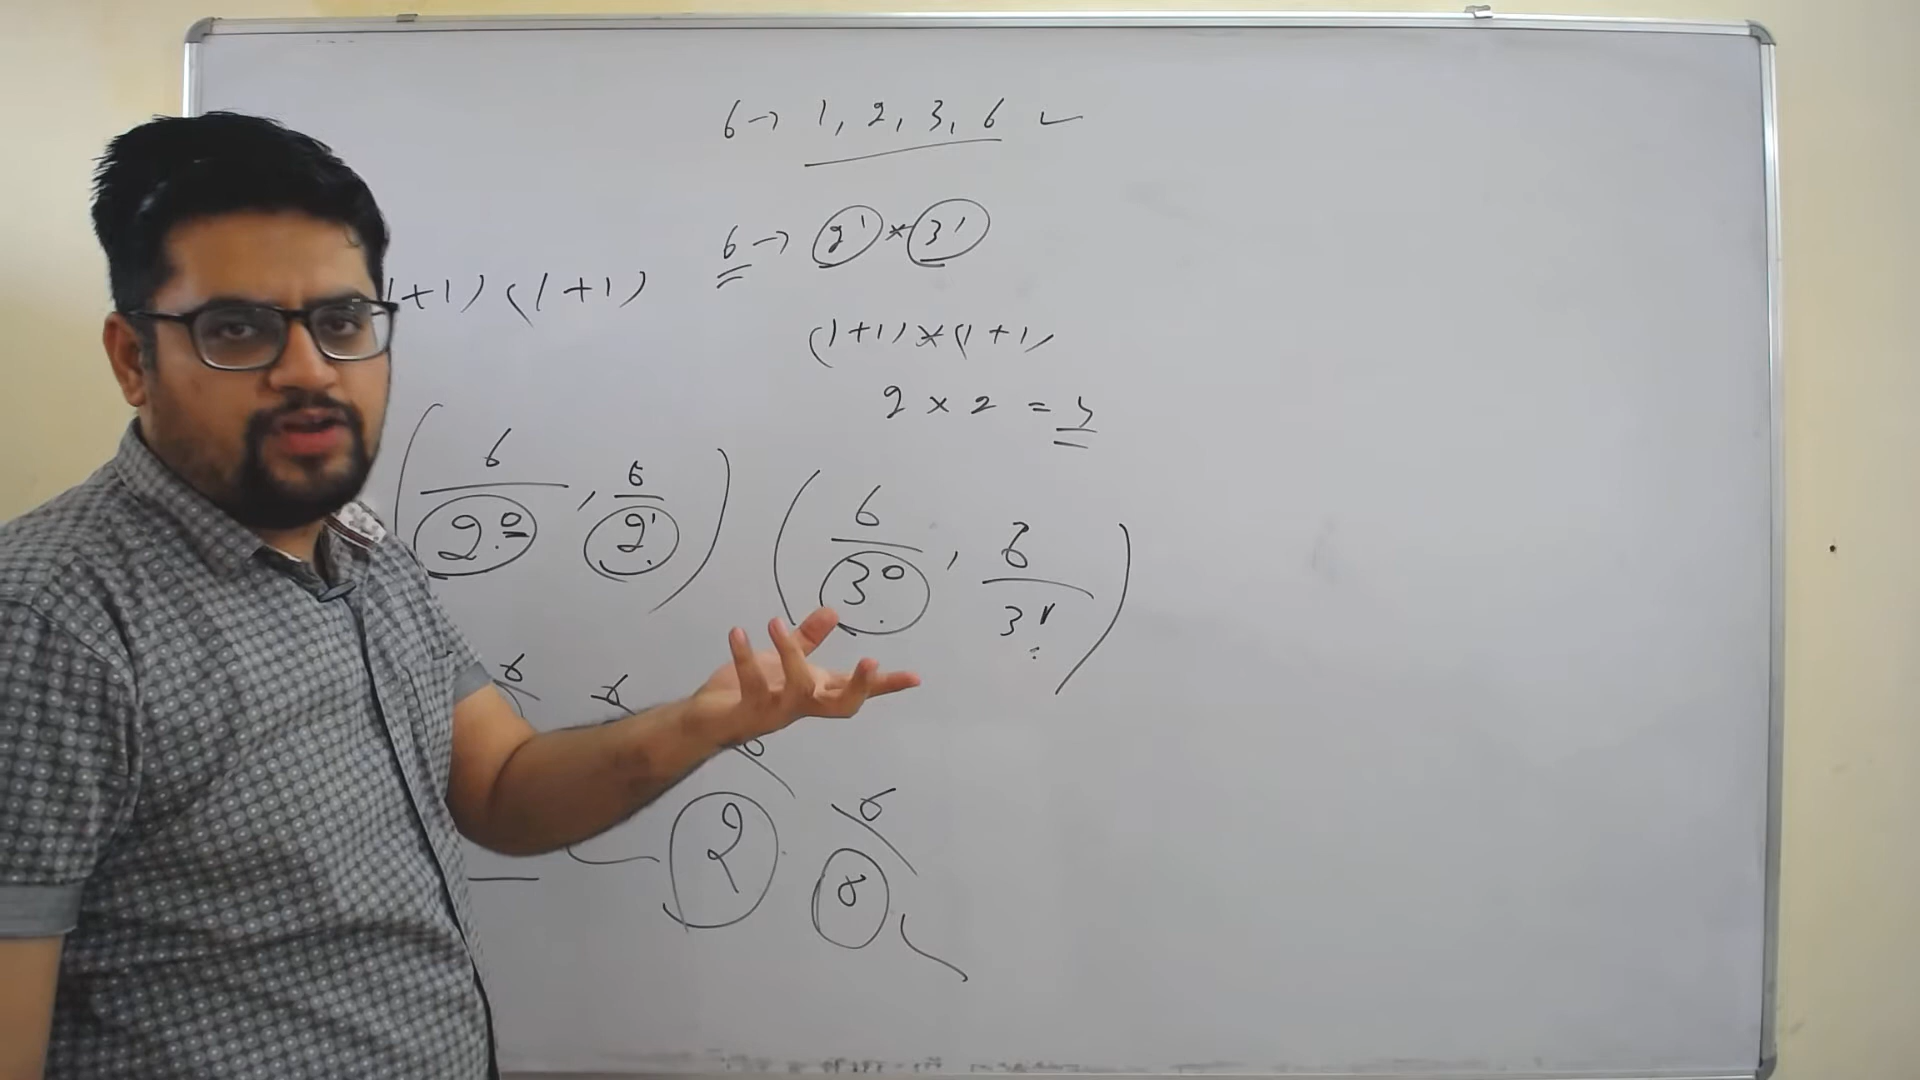 6 → 1, 2, 3, 6 ✓
6 → 2¹ * 3¹
1+1) (1+1)
(1+1) * (1+1)
2 × 2 = 4
( 6/2⁰ , 6/2¹ ) ( 6/3⁰ , 6/3¹ )
6 6
6 6
2 8